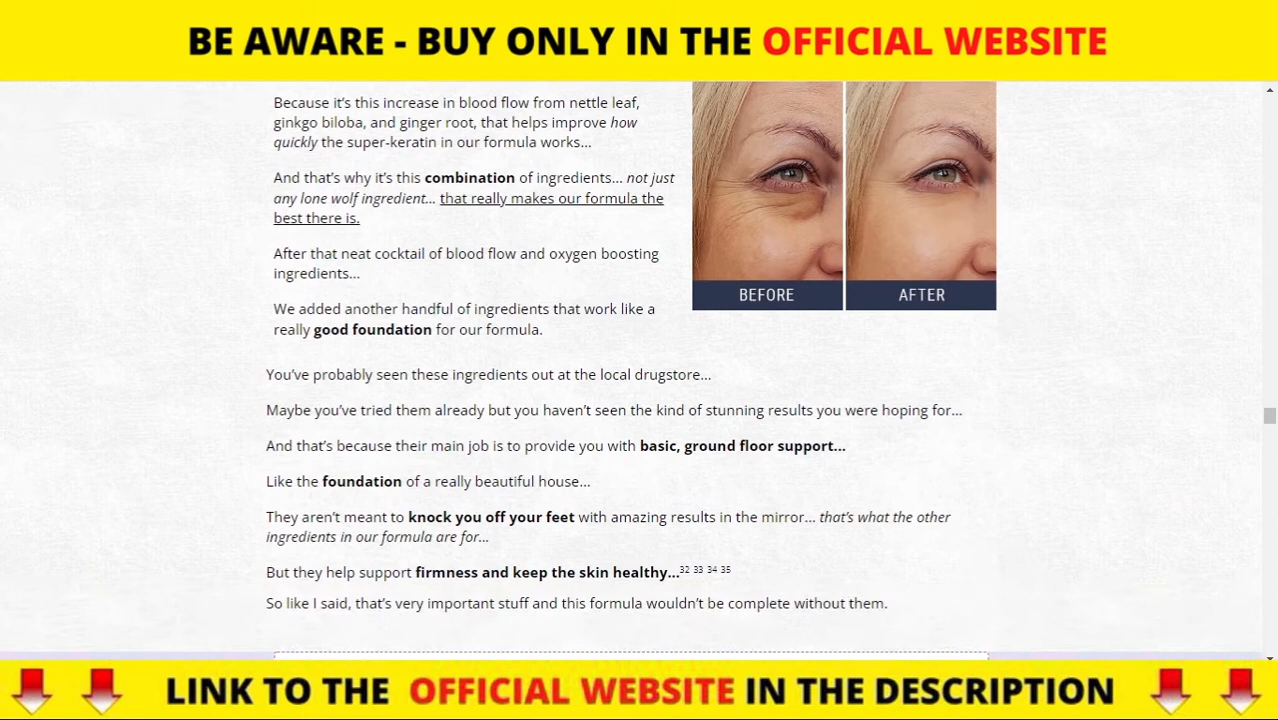 BE AWARE - BUY ONLY IN THE OFFICIAL WEBSITE
Because it’s this increase in blood flow from nettle leaf,
ginkgo biloba, and ginger root, that helps improve how
quickly the super-keratin in our formula works…
And that’s why it’s this combination of ingredients… not just
any lone wolf ingredient… that really makes our formula the
best there is.
After that neat cocktail of blood flow and oxygen boosting
ingredients…
We added another handful of ingredients that work like a
really good foundation for our formula.
BEFORE
AFTER
You’ve probably seen these ingredients out at the local drugstore…
Maybe you’ve tried them already but you haven’t seen the kind of stunning results you were hoping for…
And that’s because their main job is to provide you with basic, ground floor support…
Like the foundation of a really beautiful house…
They aren’t meant to knock you off your feet with amazing results in the mirror… that’s what the other
ingredients in our formula are for…
But they help support firmness and keep the skin healthy…32 33 34 35
So like I said, that’s very important stuff and this formula wouldn’t be complete without them.
LINK TO THE OFFICIAL WEBSITE IN THE DESCRIPTION